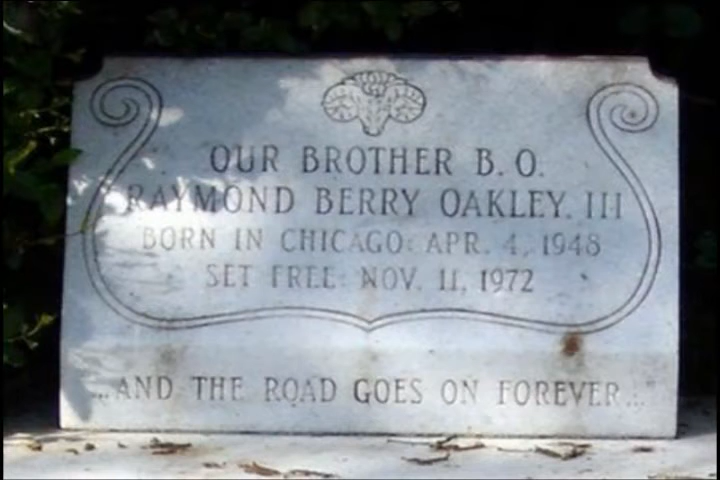 OUR BROTHER B. O.
RAYMOND BERRY OAKLEY, III
BORN IN CHICAGO: APR. 4, 1948
SET FREE: NOV. 11, 1972
"...AND THE ROAD GOES ON FOREVER..."